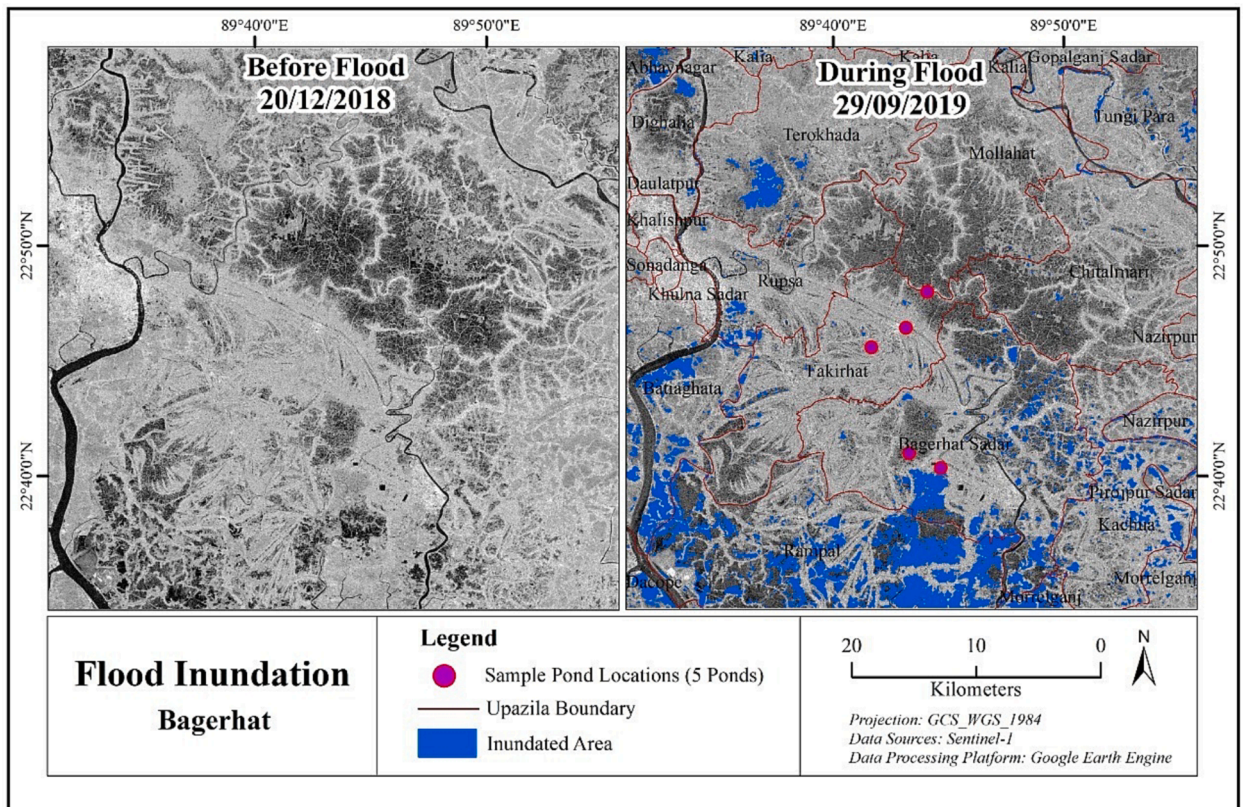 89°40'0"E
89°50'0"E
89°40'0"E
89°50'0"E
22°50'0"N
22°40'0"N
Before Flood
20/12/2018
During Flood
29/09/2019
Abhaynagar
Kalia
Kalia
Kalia
Gopalganj Sadar
Dighalia
Terokhada
Tungi Para
Mollahat
Daulatpur
Khalishpur
Sonadanga
Rupsa
Chitalmari
Khulna Sadar
Nazirpur
Fakirhat
Batiaghata
Nazirpur
Bagerhat Sadar
Pirojpur Sadar
Kachua
Rampal
Dacope
Morrelganj
Morrelganj
22°50'0"N
22°40'0"N
Flood Inundation
Bagerhat
Legend
Sample Pond Locations (5 Ponds)
Upazila Boundary
Inundated Area
20 10 0
Kilometers
N
Projection: GCS_WGS_1984
Data Sources: Sentinel-1
Data Processing Platform: Google Earth Engine